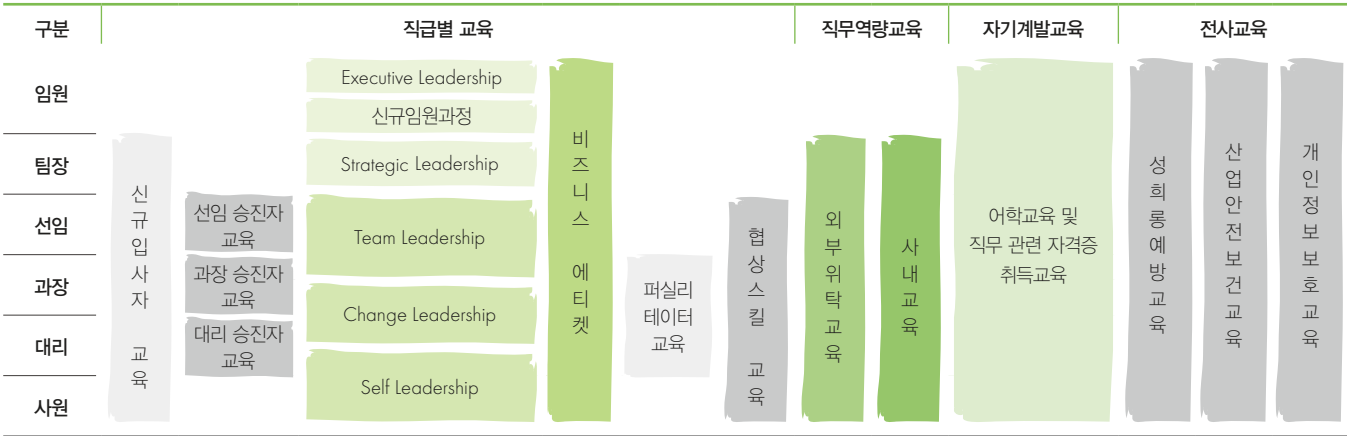 구분 직급별 교육 직무역량교육 자기계발교육 전사교육
임원
팀장
선임
과장
대리
사원
신규입사자 교육
선임 승진자
교육
과장 승진자
교육
대리 승진자
교육
Executive Leadership
신규임원과정
Strategic Leadership
Team Leadership
Change Leadership
Self Leadership
비즈니스 에티켓
퍼실리
테이터
교육
협상스킬 교육
외부위탁교육
사내교육
어학교육 및
직무 관련 자격증
취득교육
성희롱예방교육
산업안전보건교육
개인정보보호교육